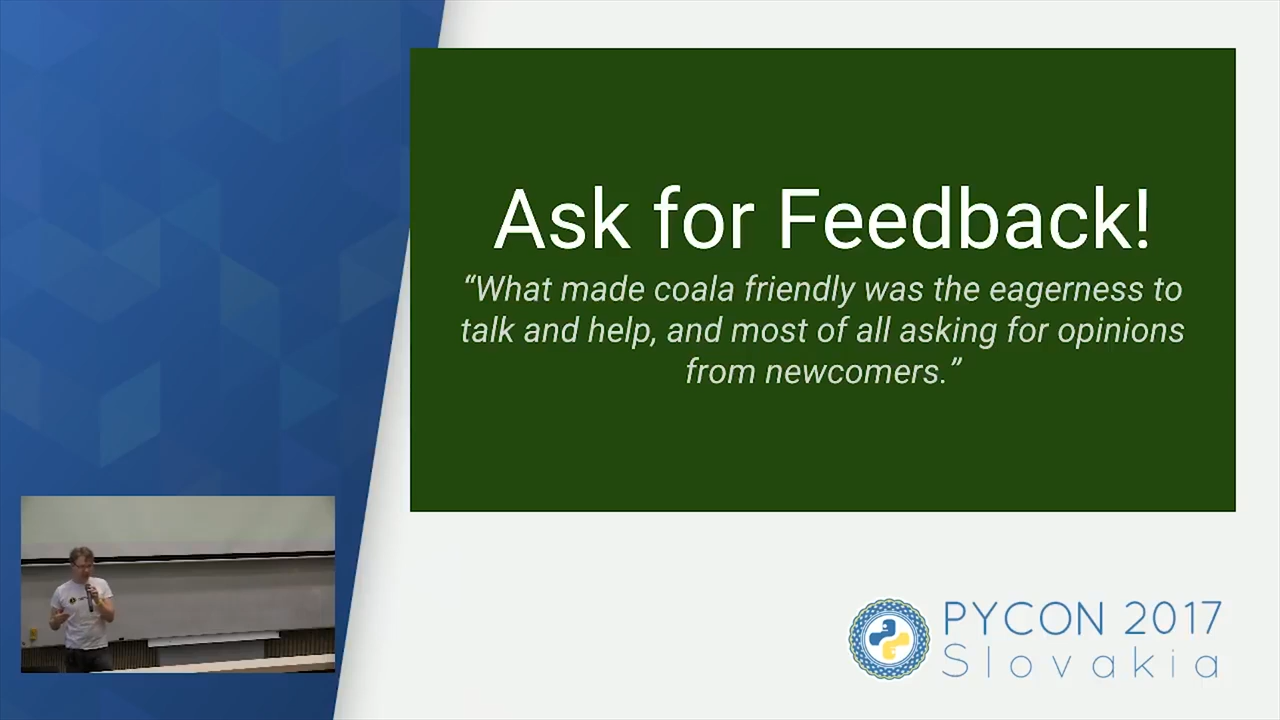 Ask for Feedback!
“What made coala friendly was the eagerness to
talk and help, and most of all asking for opinions
from newcomers.”
PYCON 2017
Slovakia